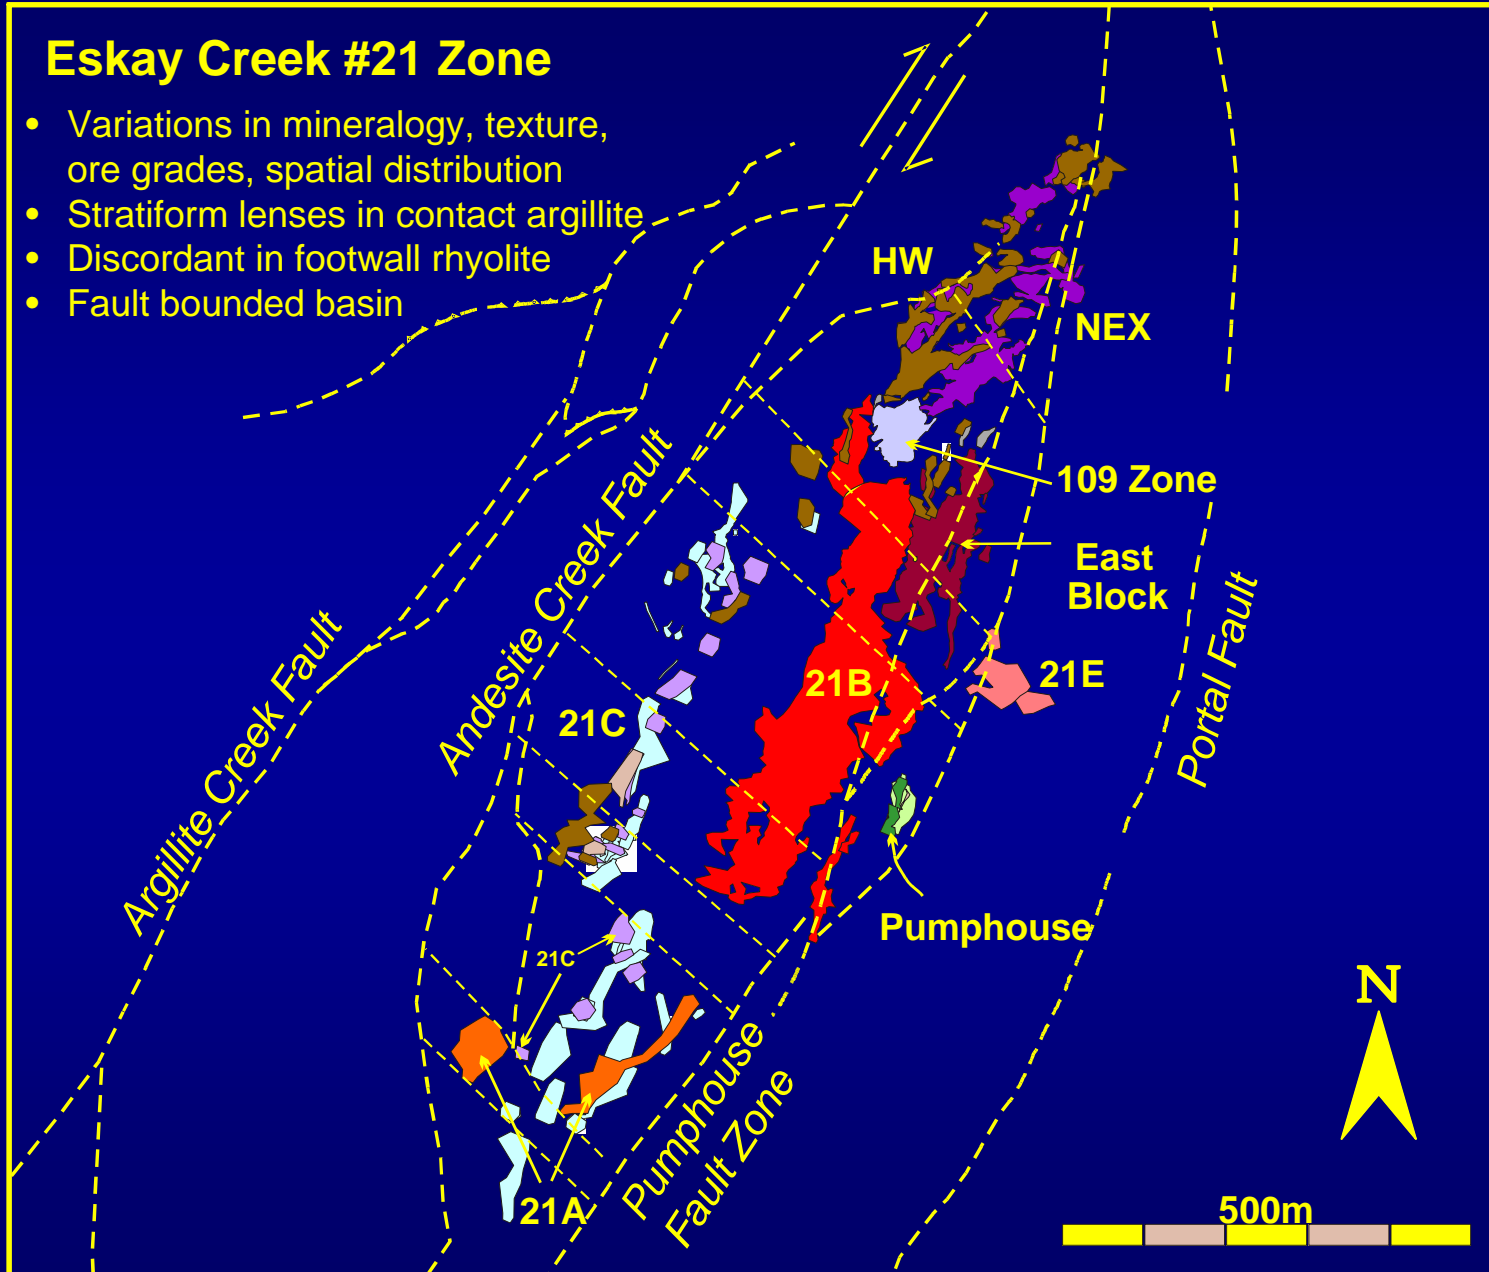 Eskay Creek #21 Zone
• Variations in mineralogy, texture,
ore grades, spatial distribution
• Stratiform lenses in contact argillite
• Discordant in footwall rhyolite
• Fault bounded basin
HW
NEX
109 Zone
East
Block
21E
21B
21C
Andesite Creek Fault
Argillite Creek Fault
Portal Fault
Pumphouse
21C
N
Pumphouse
Fault Zone
21A
500m